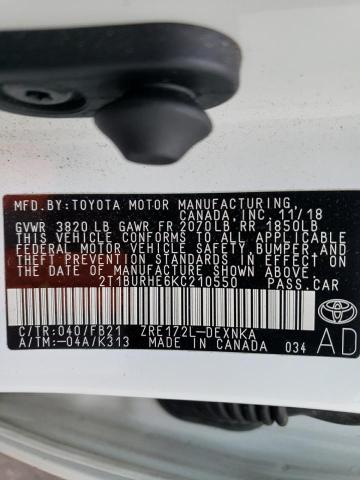 MFD.BY:TOYOTA MOTOR MANUFACTURING,
CANADA,INC.11/18
GVWR 3820 LB GAWR FR 2070LB RR 1850LB
THIS VEHICLE CONFORMS TO ALL APPLICABLE
FEDERAL MOTOR VEHICLE SAFETY, BUMPER AND
THEFT PREVENTION STANDARDS IN EFFECT ON
THE DATE OF MANUFACTURE SHOWN ABOVE.
2T1BURHE6KC210550 PASS.CAR
C/TR:040/FB21 ZRE172L-DEXNKA
A/TM:-04A/K313 MADE IN CANADA 034
TOYOTA
AD